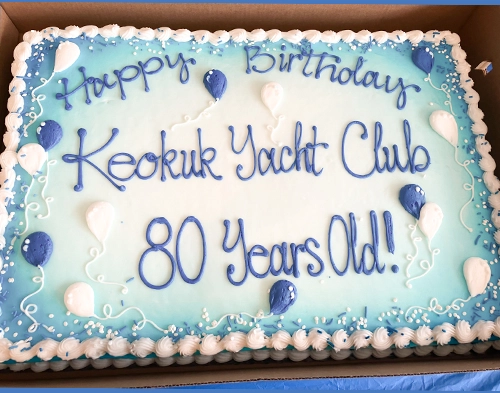 Happy Birthday
Keokuk Yacht Club
80 Years Old!